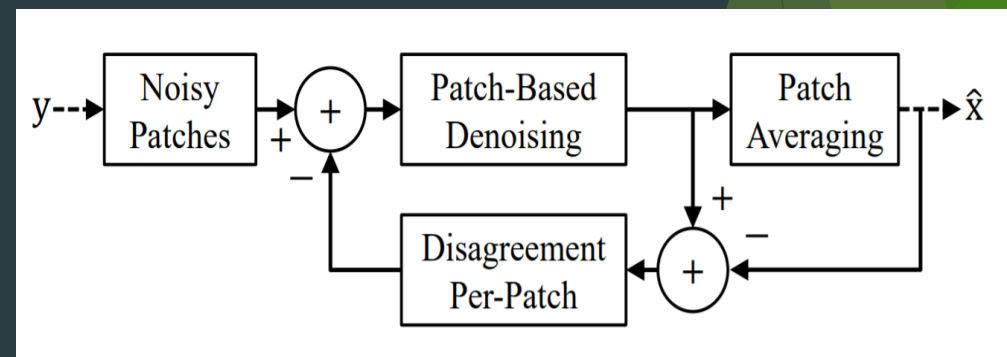 y
Noisy
Patches
+
+
−
Patch-Based
Denoising
Patch
Averaging
x̂
+
−
+
Disagreement
Per-Patch